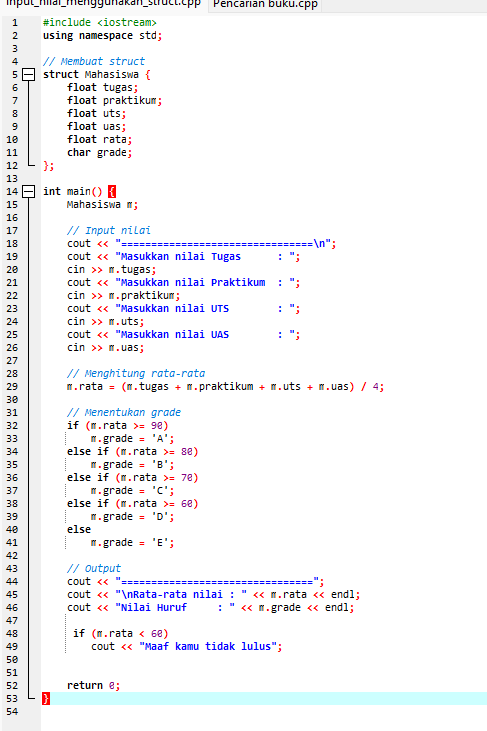 input_nilai_menggunakan_struct.cpp Pencarian buku.cpp
1 #include <iostream>
2 using namespace std;
3
4 // Membuat struct
5 struct Mahasiswa {
6 float tugas;
7 float praktikum;
8 float uts;
9 float uas;
10 float rata;
11 char grade;
12 };
13
14 int main() {
15 Mahasiswa m;
16
17 // Input nilai
18 cout << "================================\n";
19 cout << "Masukkan nilai Tugas      : ";
20 cin >> m.tugas;
21 cout << "Masukkan nilai Praktikum  : ";
22 cin >> m.praktikum;
23 cout << "Masukkan nilai UTS        : ";
24 cin >> m.uts;
25 cout << "Masukkan nilai UAS        : ";
26 cin >> m.uas;
27
28 // Menghitung rata-rata
29 m.rata = (m.tugas + m.praktikum + m.uts + m.uas) / 4;
30
31 // Menentukan grade
32 if (m.rata >= 90)
33 m.grade = 'A';
34 else if (m.rata >= 80)
35 m.grade = 'B';
36 else if (m.rata >= 70)
37 m.grade = 'C';
38 else if (m.rata >= 60)
39 m.grade = 'D';
40 else
41 m.grade = 'E';
42
43 // Output
44 cout << "================================";
45 cout << "\nRata-rata nilai : " << m.rata << endl;
46 cout << "Nilai Huruf     : " << m.grade << endl;
47
48 if (m.rata < 60)
49 cout << "Maaf kamu tidak lulus";
50
51
52 return 0;
53 }
54